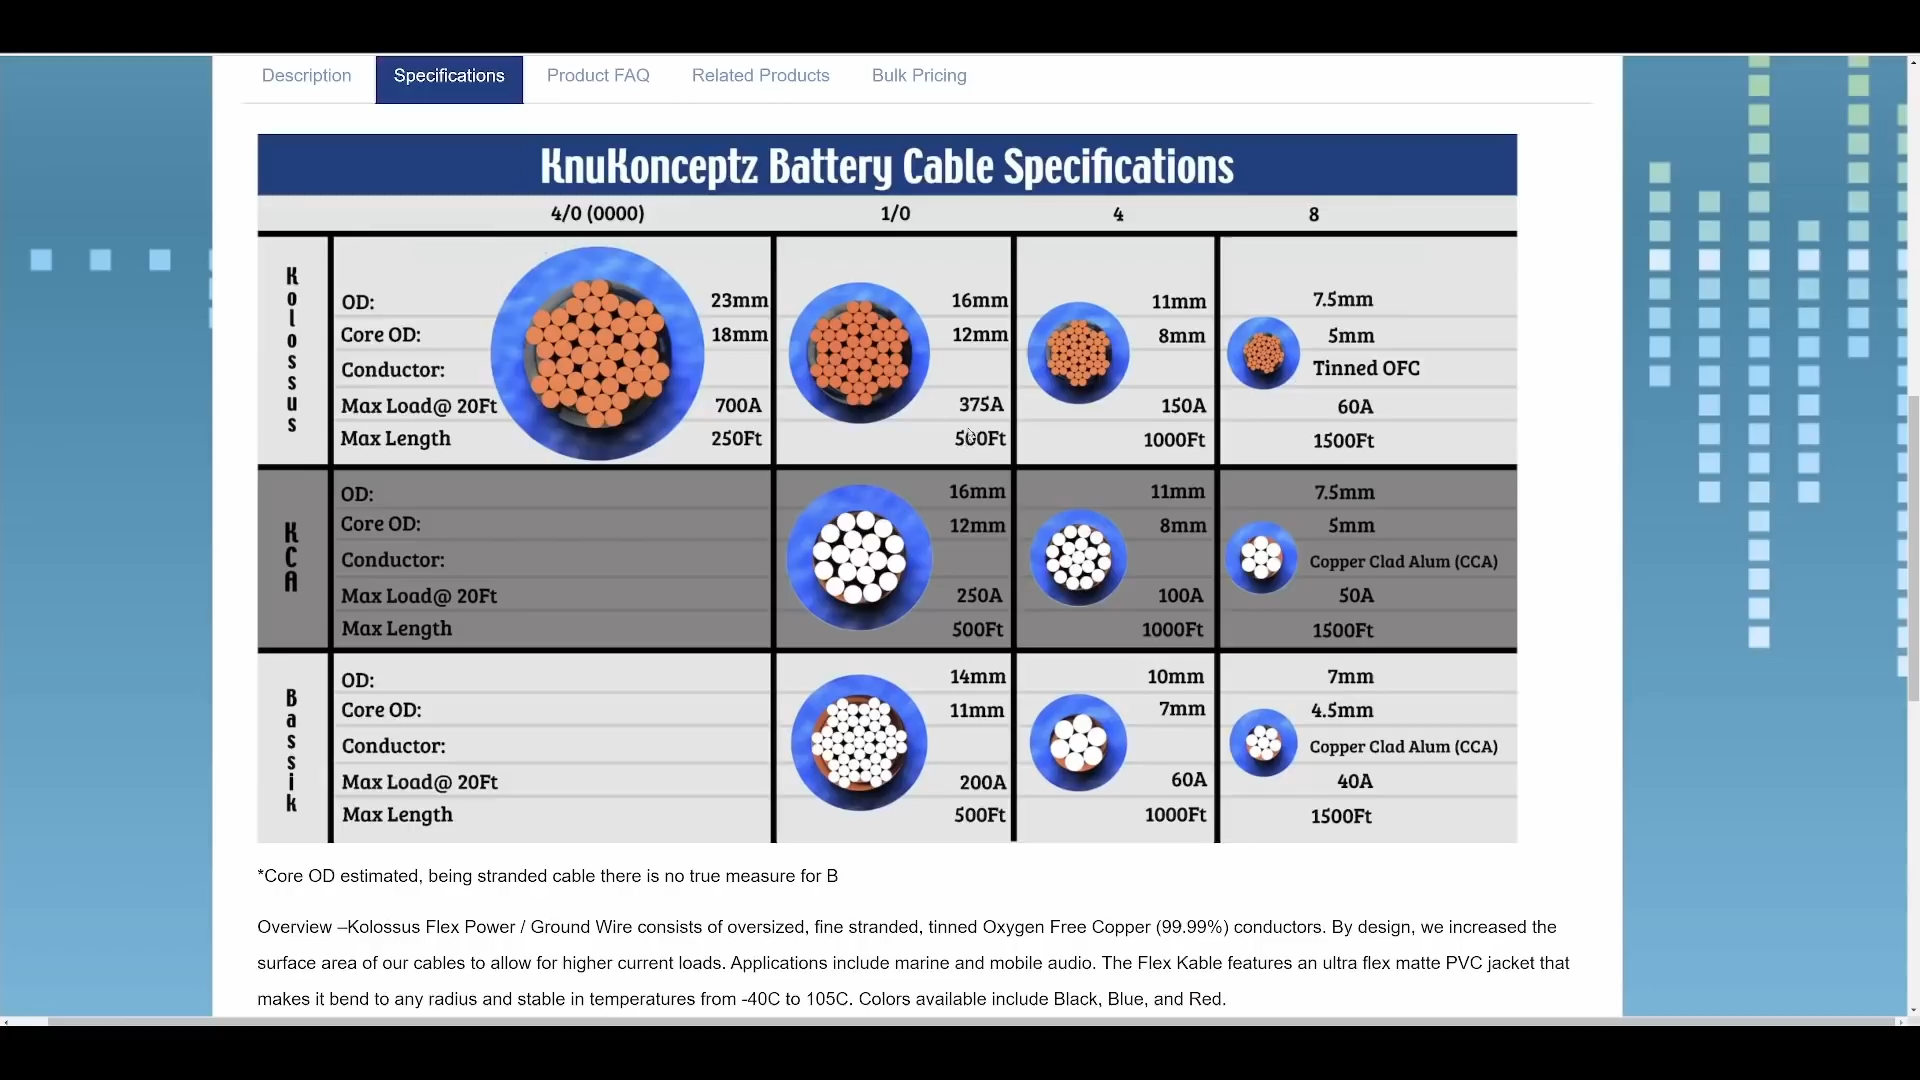 Description Specifications Product FAQ Related Products Bulk Pricing
KnuKonceptz Battery Cable Specifications
4/0 (0000) 1/0 4 8
Kolossus
OD: 23mm 16mm 11mm 7.5mm
Core OD: 18mm 12mm 8mm 5mm
Conductor: Tinned OFC
Max Load@ 20Ft 700A 375A 150A 60A
Max Length 250Ft 500Ft 1000Ft 1500Ft
KCA
OD: 16mm 11mm 7.5mm
Core OD: 12mm 8mm 5mm
Conductor: Copper Clad Alum (CCA)
Max Load@ 20Ft 250A 100A 50A
Max Length 500Ft 1000Ft 1500Ft
Bassik
OD: 14mm 10mm 7mm
Core OD: 11mm 7mm 4.5mm
Conductor: Copper Clad Alum (CCA)
Max Load@ 20Ft 200A 60A 40A
Max Length 500Ft 1000Ft 1500Ft
*Core OD estimated, being stranded cable there is no true measure for B
Overview –Kolossus Flex Power / Ground Wire consists of oversized, fine stranded, tinned Oxygen Free Copper (99.99%) conductors. By design, we increased the
surface area of our cables to allow for higher current loads. Applications include marine and mobile audio. The Flex Kable features an ultra flex matte PVC jacket that
makes it bend to any radius and stable in temperatures from -40C to 105C. Colors available include Black, Blue, and Red.